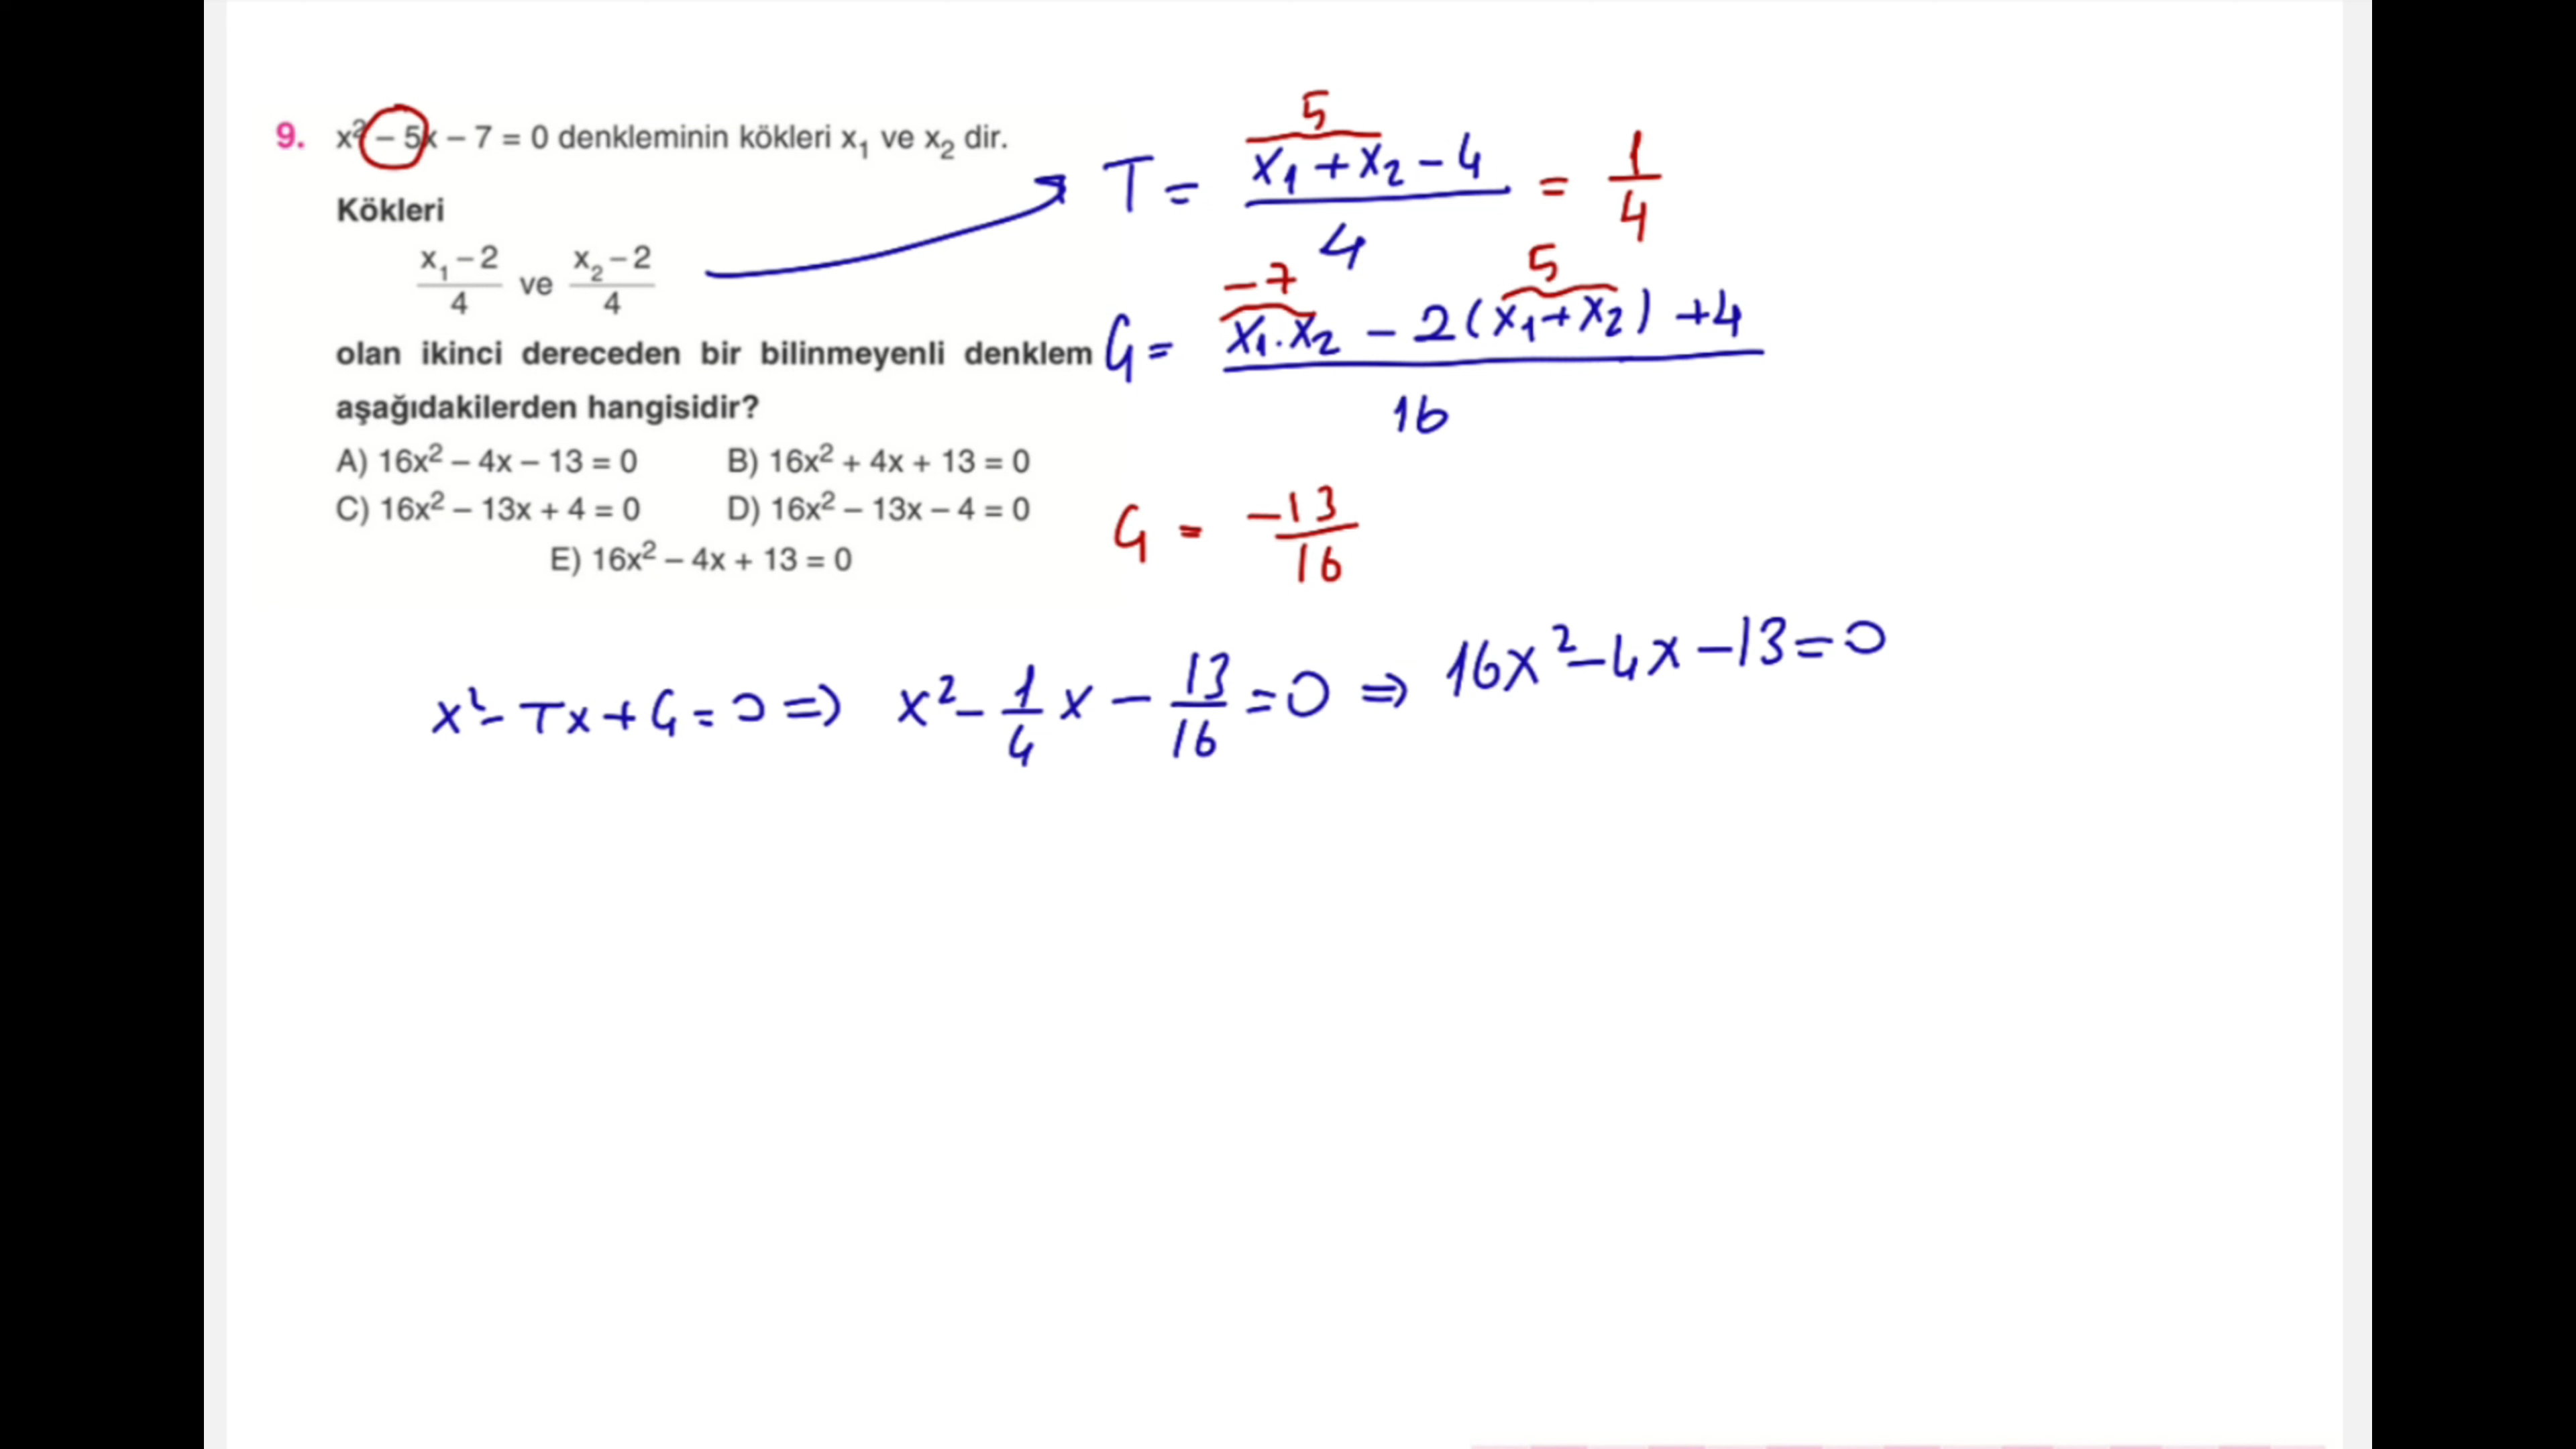 9. x² – 5x – 7 = 0 denkleminin kökleri x₁ ve x₂ dir.
Kökleri
(x₁ – 2)/4 ve (x₂ – 2)/4
olan ikinci dereceden bir bilinmeyenli denklem
aşağıdakilerden hangisidir?
A) 16x² – 4x – 13 = 0 B) 16x² + 4x + 13 = 0
C) 16x² – 13x + 4 = 0 D) 16x² – 13x – 4 = 0
E) 16x² – 4x + 13 = 0
5
T = (x₁ + x₂ – 4)/4 = 1/4
–7 5
Ç = (x₁ . x₂ – 2(x₁ + x₂) + 4)/16
Ç = –13/16
x² – Tx + Ç = 0 ⇒ x² – 1/4 x – 13/16 = 0 ⇒ 16x² – 4x – 13 = 0